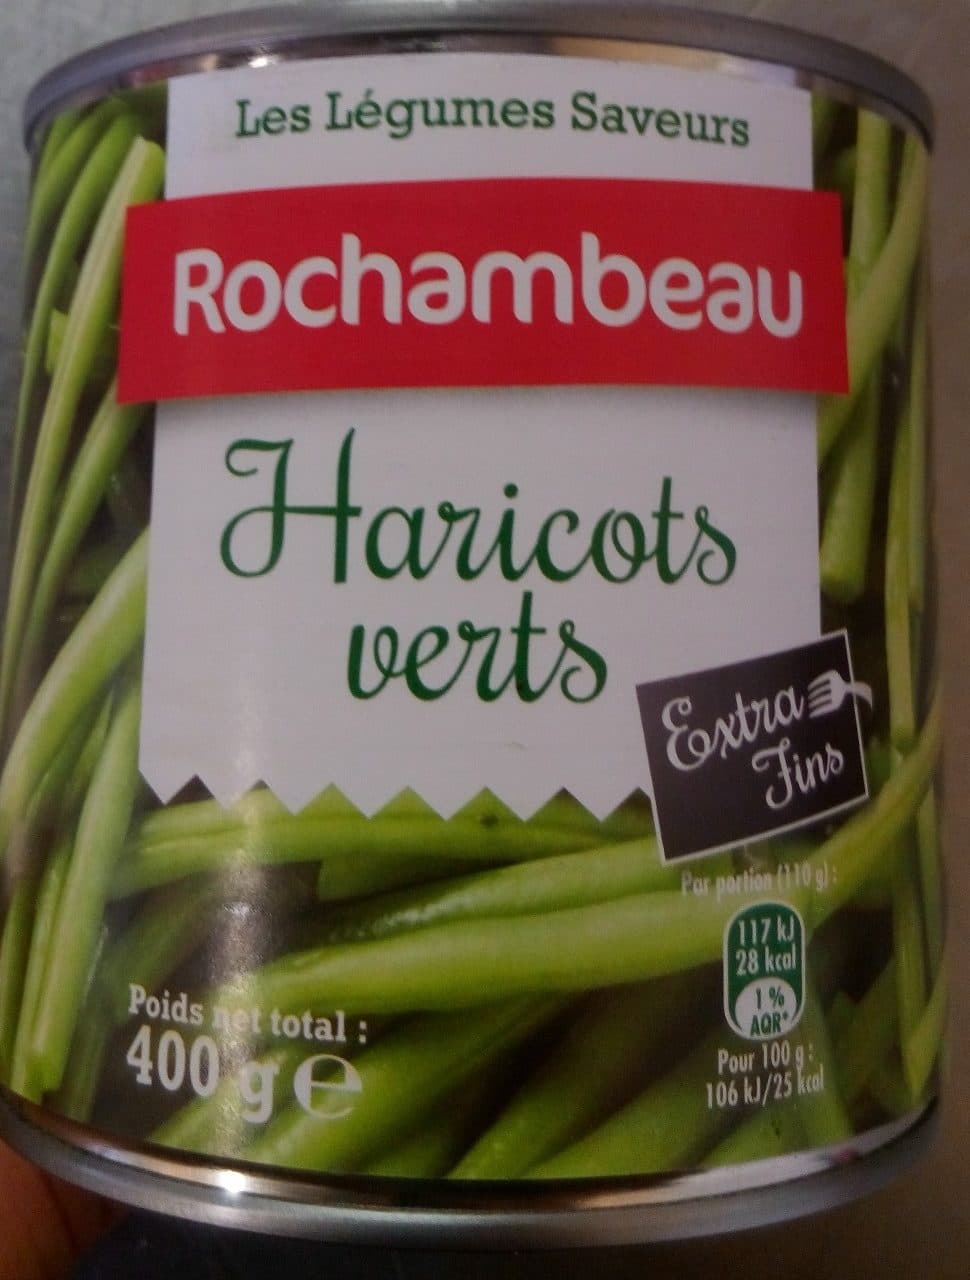 Les Légumes Saveurs
Rochambeau
Haricots
verts
Extra
Fins
Par portion (110 g) :
117 kJ
28 kcal
1 %
AQR*
Pour 100 g :
106 kJ/25 kcal
Poids net total :
400 g e